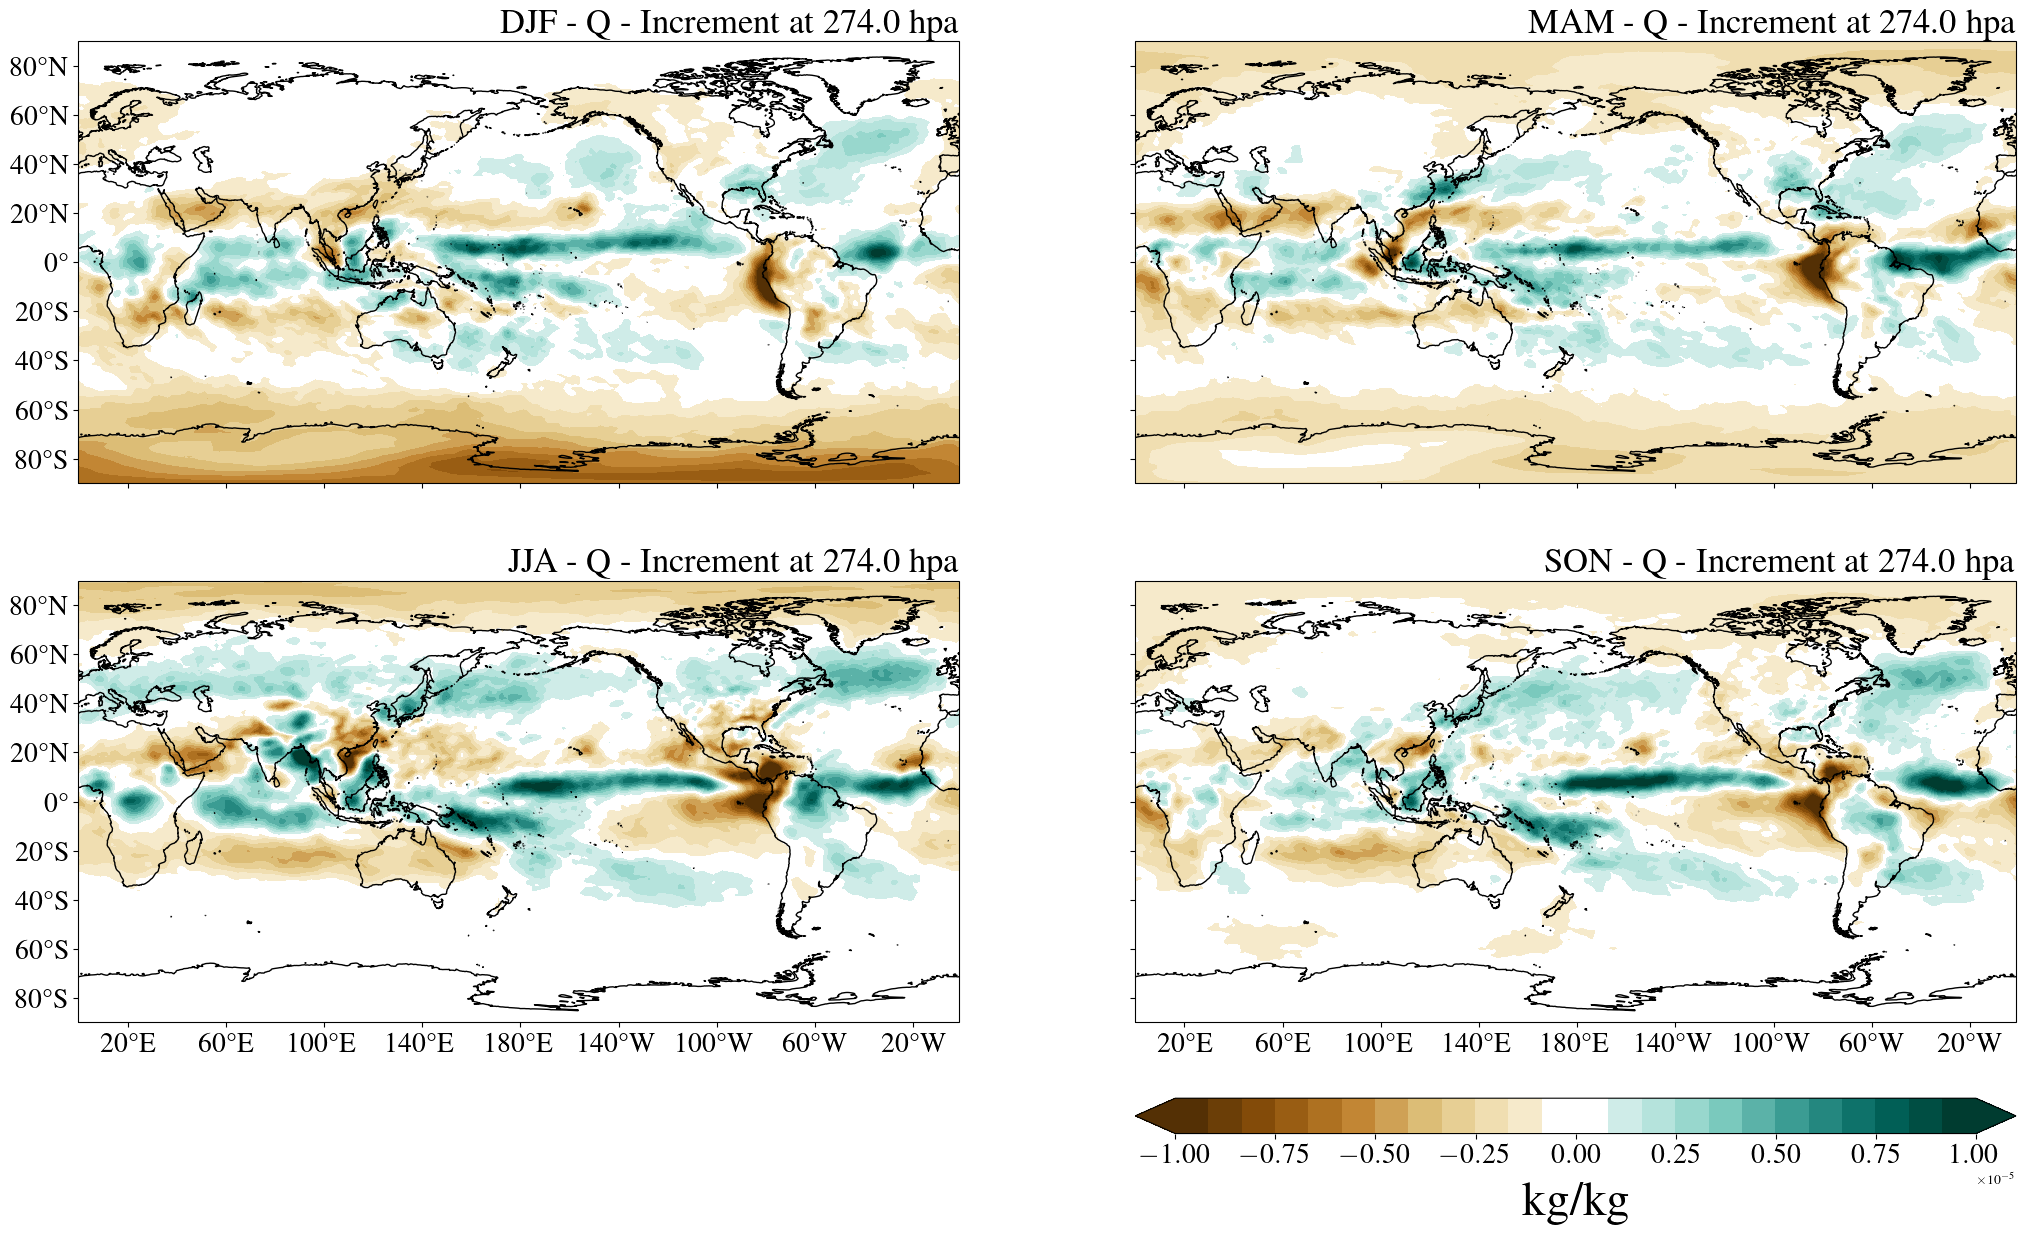 DJF - Q - Increment at 274.0 hpa
MAM - Q - Increment at 274.0 hpa
80°N
60°N
40°N
20°N
0°
20°S
40°S
60°S
80°S
JJA - Q - Increment at 274.0 hpa
SON - Q - Increment at 274.0 hpa
80°N
60°N
40°N
20°N
0°
20°S
40°S
60°S
80°S
20°E 60°E 100°E 140°E 180°E 140°W 100°W 60°W 20°W
20°E 60°E 100°E 140°E 180°E 140°W 100°W 60°W 20°W
−1.00 −0.75 −0.50 −0.25 0.00 0.25 0.50 0.75 1.00
×10⁻⁵
kg/kg